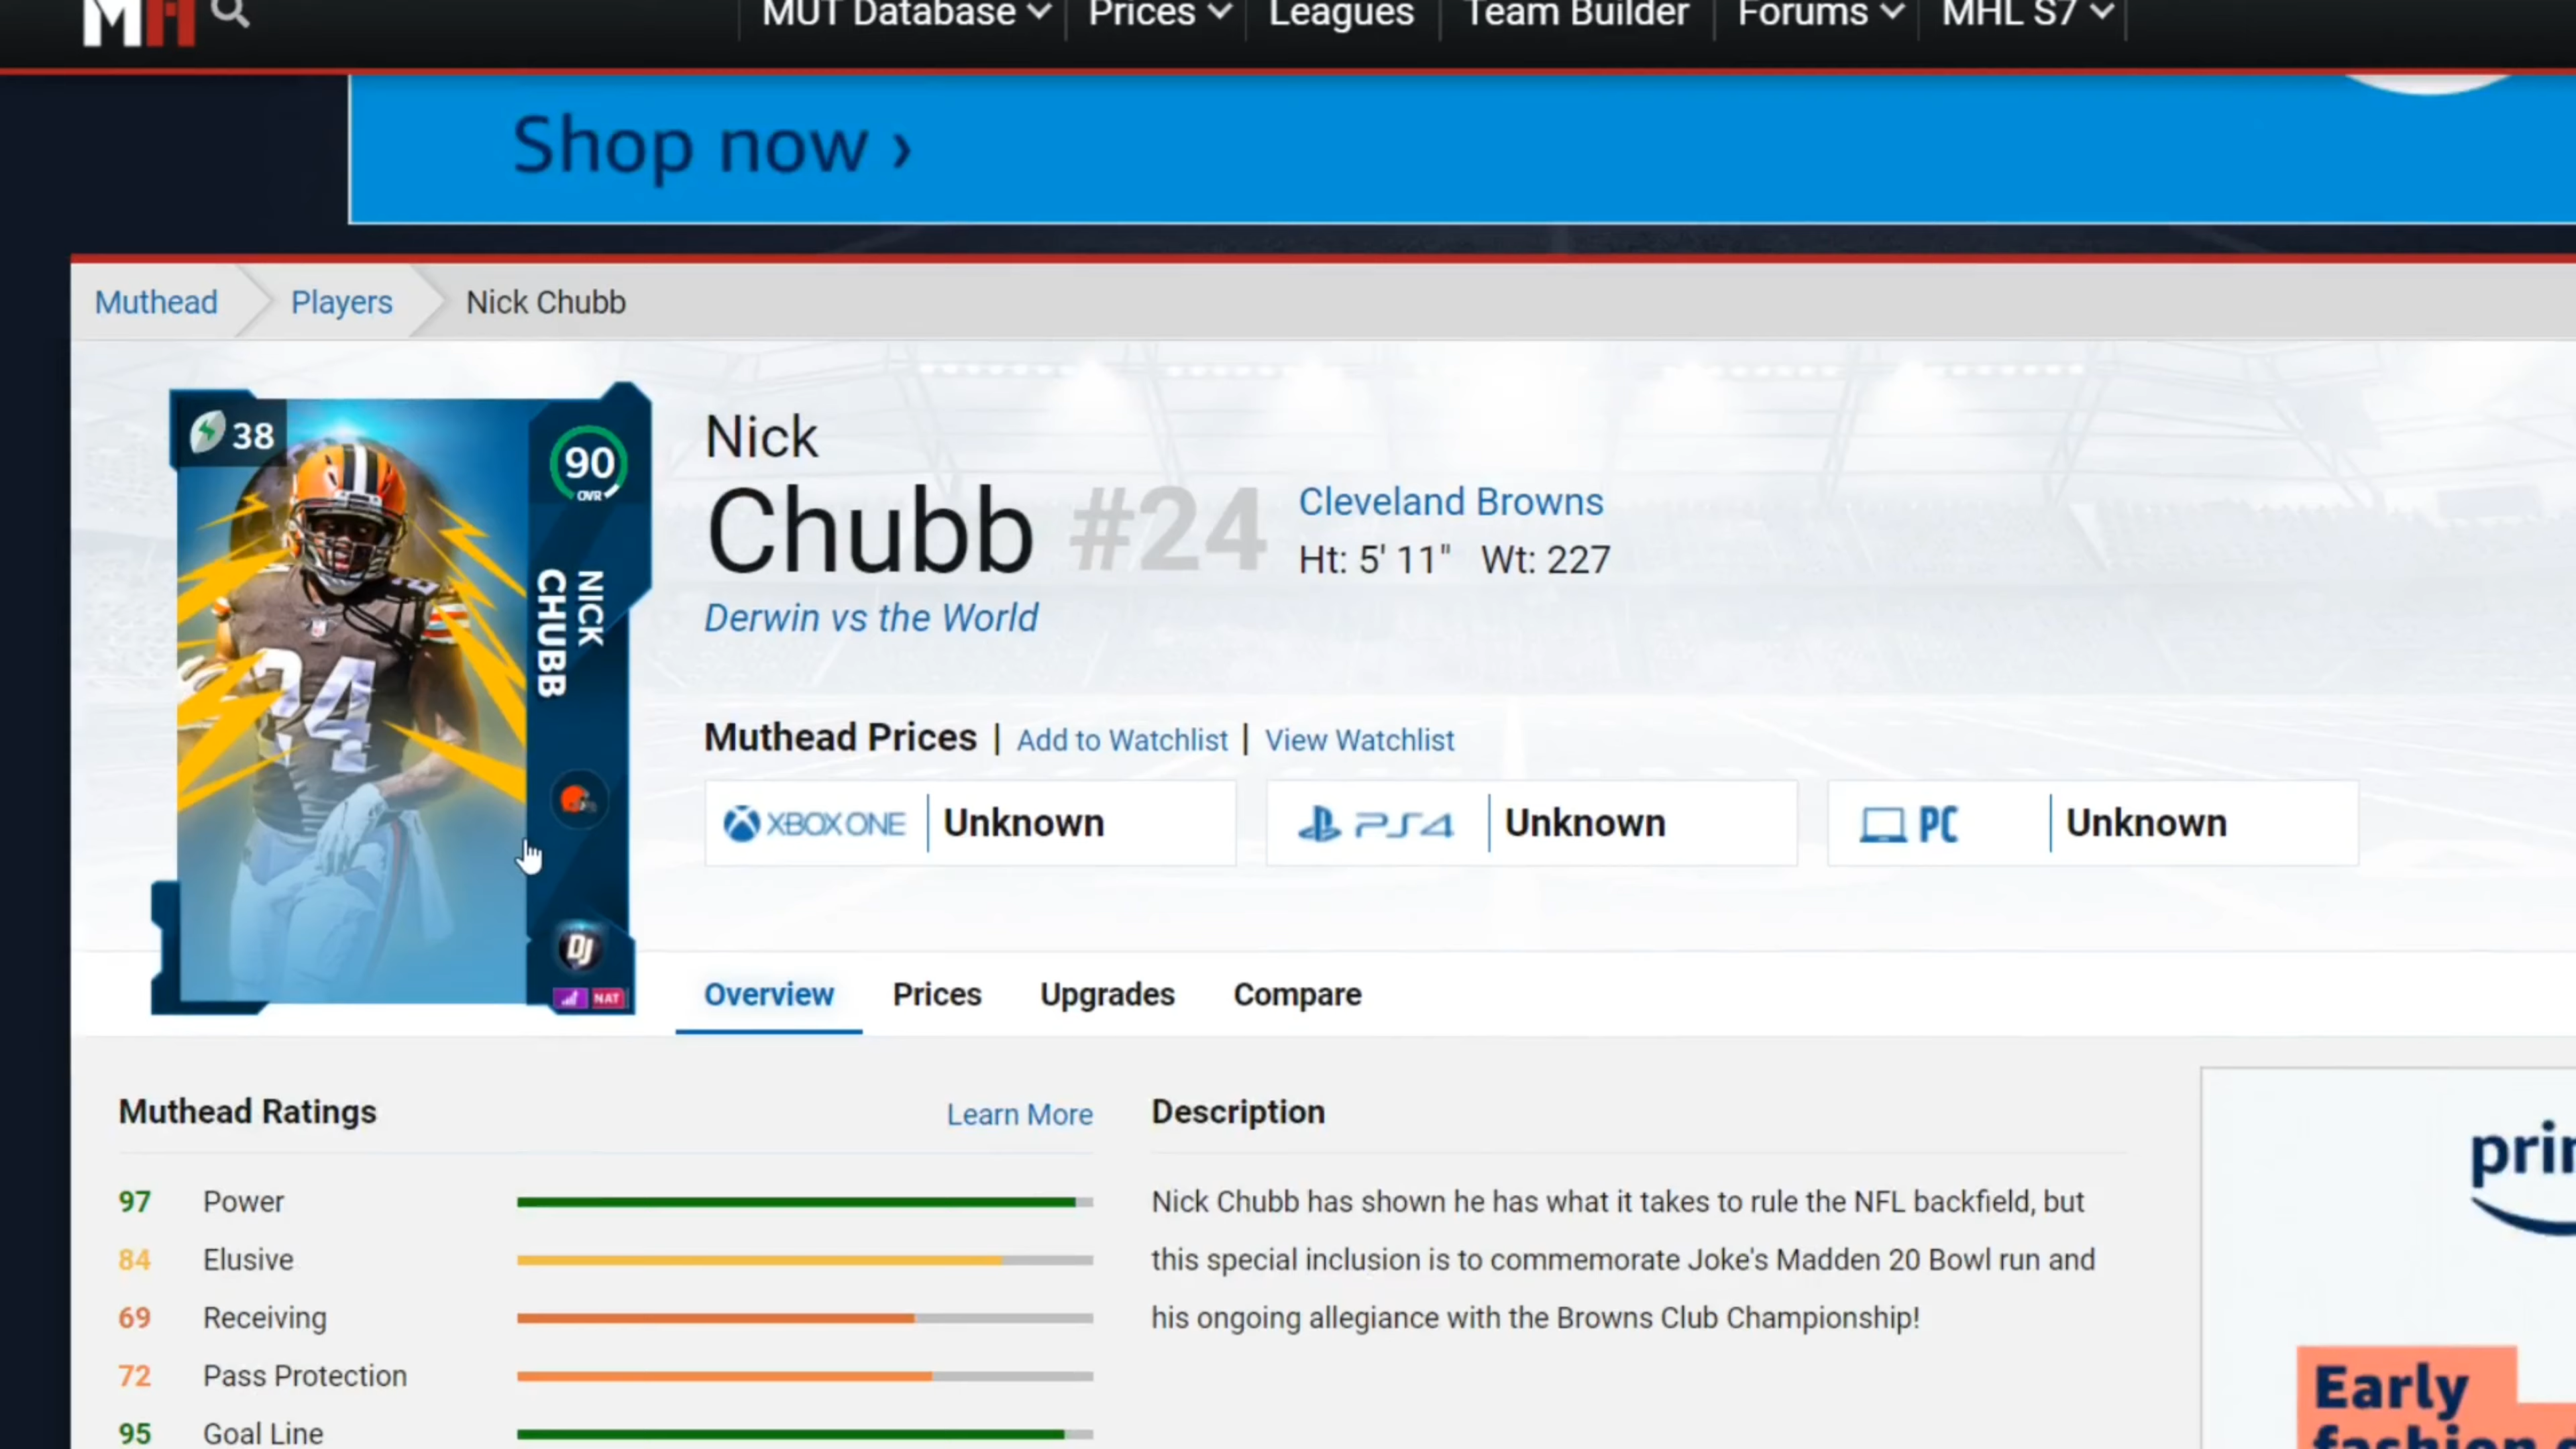 MH
MUT Database
Prices
Leagues
Team Builder
Forums
MHL S7
Shop now ›
Muthead
Players
Nick Chubb
38
90
OVR
NICK
CHUBB
24
DJ
NAT
Nick
Chubb #24
Cleveland Browns
Ht: 5' 11" Wt: 227
Derwin vs the World
Muthead Prices | Add to Watchlist | View Watchlist
XBOX ONE Unknown
PS4 Unknown
PC Unknown
Overview Prices Upgrades Compare
Muthead Ratings
Learn More
97 Power
84 Elusive
69 Receiving
72 Pass Protection
95 Goal Line
Description
Nick Chubb has shown he has what it takes to rule the NFL backfield, but
this special inclusion is to commemorate Joke's Madden 20 Bowl run and
his ongoing allegiance with the Browns Club Championship!
Early